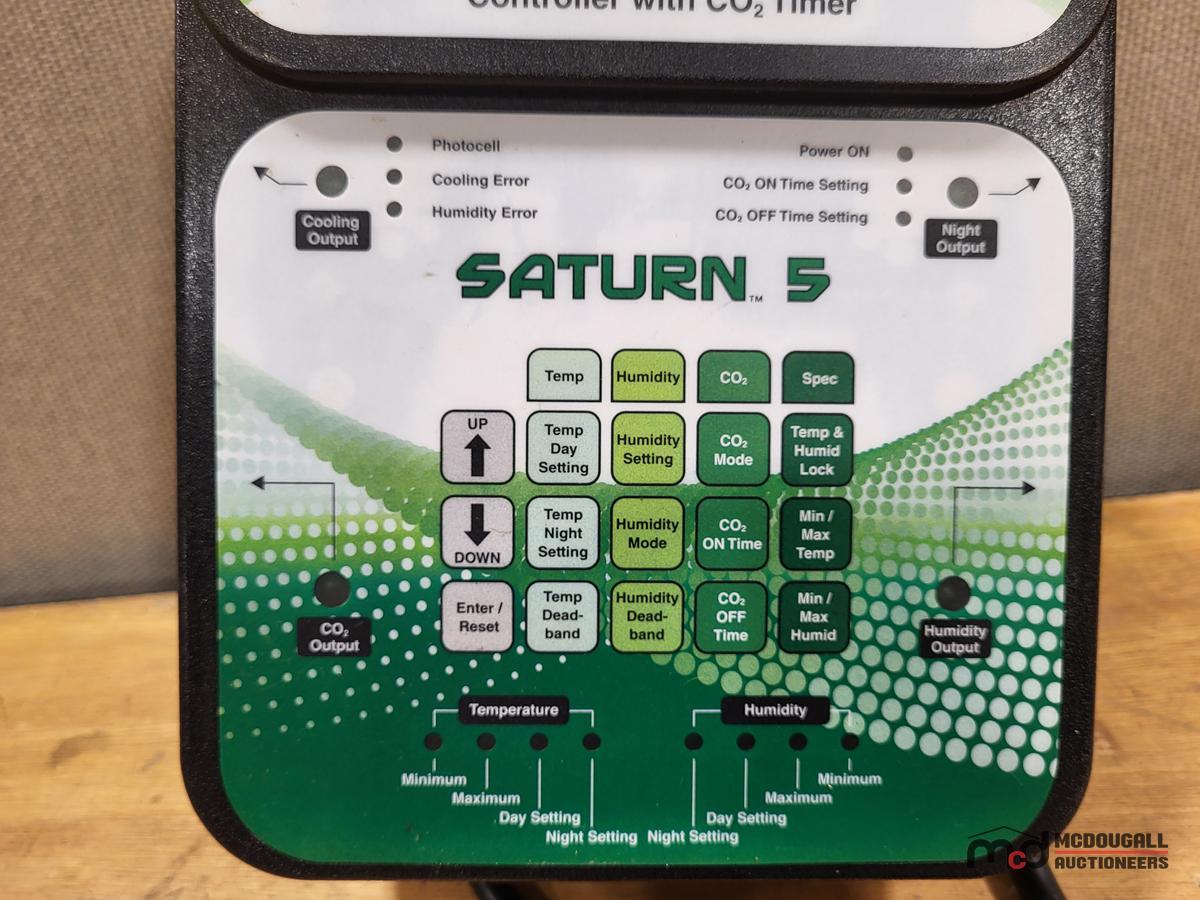 Controller with CO₂ Timer
Photocell
Cooling Error
Humidity Error
Cooling
Output
Power ON
CO₂ ON Time Setting
CO₂ OFF Time Setting
Night
Output
SATURN 5
TM
Temp
Humidity
CO₂
Spec
UP
Temp
Day
Setting
Humidity
Setting
CO₂
Mode
Temp &
Humid
Lock
DOWN
Temp
Night
Setting
Humidity
Mode
CO₂
ON Time
Min /
Max
Temp
Enter /
Reset
Temp
Dead-
band
Humidity
Dead-
band
CO₂
OFF
Time
Min /
Max
Humid
CO₂
Output
Humidity
Output
Temperature
Minimum
Maximum
Day Setting
Night Setting
Humidity
Minimum
Maximum
Day Setting
Night Setting
mcd
MCDOUGALL
AUCTIONEERS